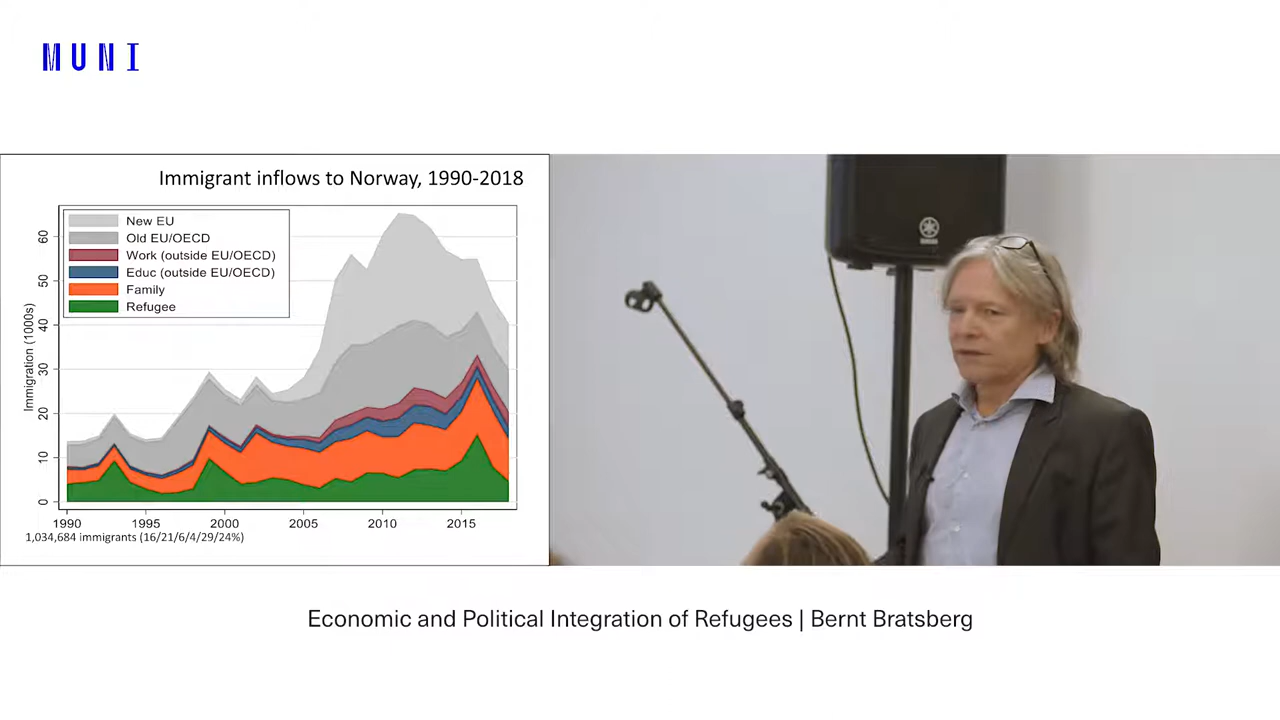 MUNI
Immigrant inflows to Norway, 1990-2018
New EU
Old EU/OECD
Work (outside EU/OECD)
Educ (outside EU/OECD)
Family
Refugee
Immigration (1000s)
60
50
40
30
20
10
0
1990 1995 2000 2005 2010 2015
1,034,684 immigrants (16/21/6/4/29/24%)
YAMAHA
Economic and Political Integration of Refugees | Bernt Bratsberg